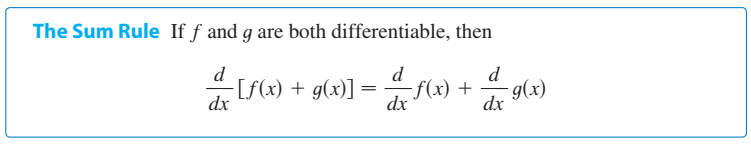 The Sum Rule If f and g are both differentiable, then
d/dx [f(x) + g(x)] = d/dx f(x) + d/dx g(x)